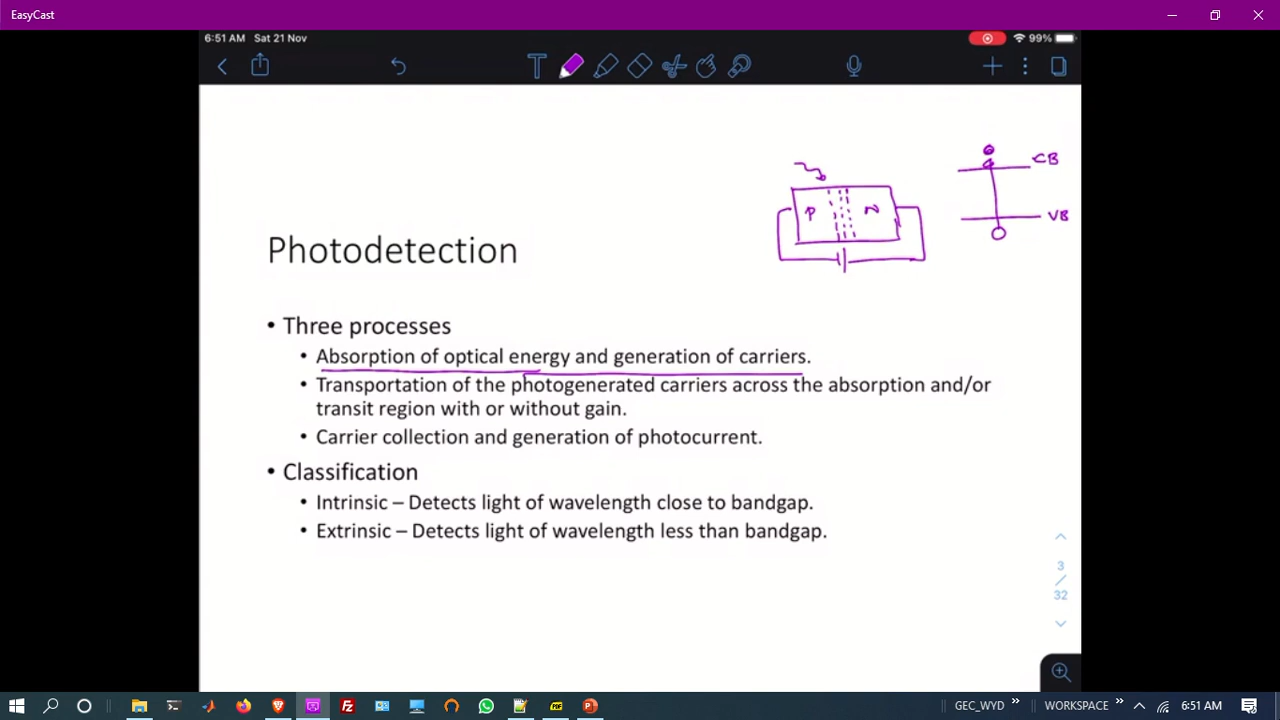 EasyCast
6:51 AM Sat 21 Nov
99%
T
P
N
CB
VB
Photodetection
• Three processes
• Absorption of optical energy and generation of carriers.
• Transportation of the photogenerated carriers across the absorption and/or
transit region with or without gain.
• Carrier collection and generation of photocurrent.
• Classification
• Intrinsic – Detects light of wavelength close to bandgap.
• Extrinsic – Detects light of wavelength less than bandgap.
3
/
32
GEC_WYD » WORKSPACE » 6:51 AM